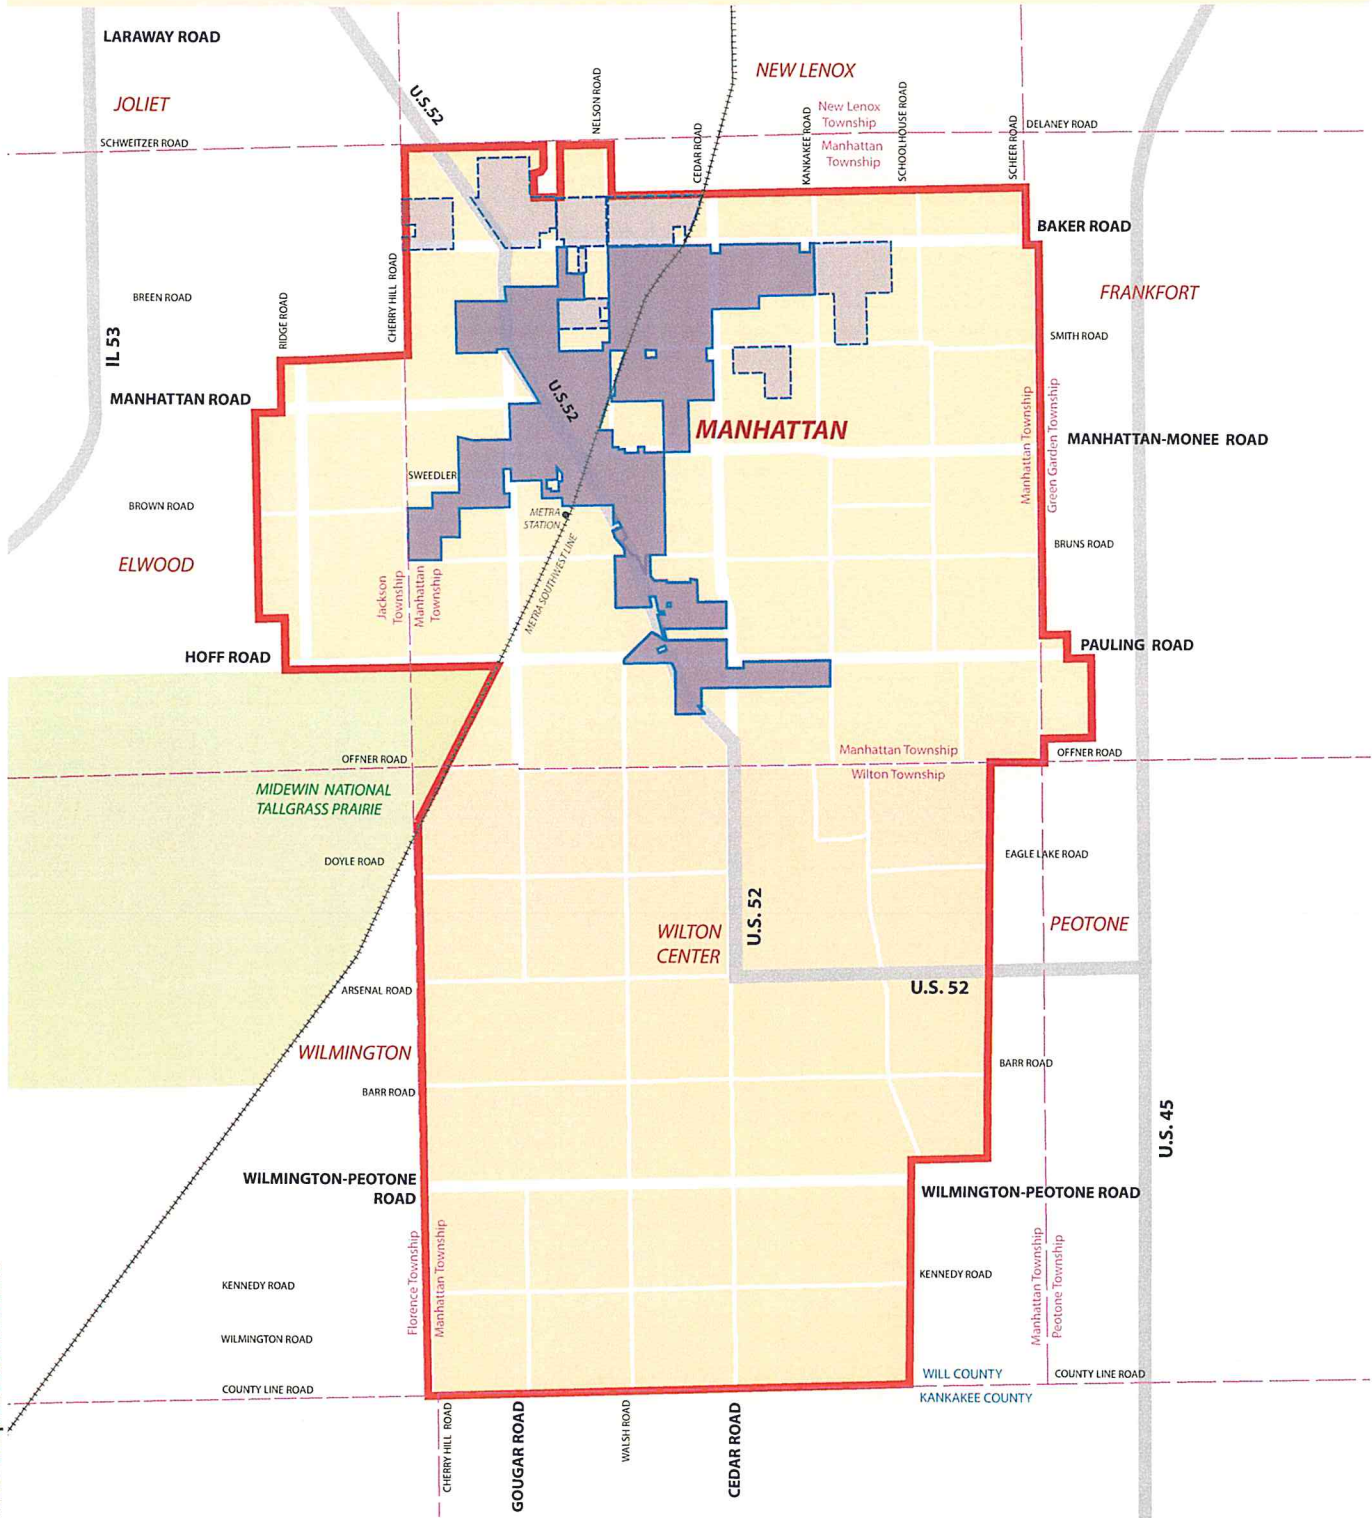 LARAWAY ROAD
JOLIET
SCHWEITZER ROAD
U.S.52
NELSON ROAD
NEW LENOX
CEDAR ROAD
KANKAKEE ROAD
New Lenox
Township
Manhattan
Township
SCHOOLHOUSE ROAD
SCHEER ROAD
DELANEY ROAD
BAKER ROAD
FRANKFORT
BREEN ROAD
RIDGE ROAD
CHERRY HILL ROAD
IL 53
SMITH ROAD
MANHATTAN ROAD
U.S.52
MANHATTAN
Manhattan Township
Green Garden Township
MANHATTAN-MONEE ROAD
SWEEDLER
BROWN ROAD
METRA
STATION
METRA SOUTHWEST LINE
ELWOOD
BRUNS ROAD
Jackson
Township
Manhattan
Township
HOFF ROAD
PAULING ROAD
OFFNER ROAD
Manhattan Township
Wilton Township
OFFNER ROAD
MIDEWIN NATIONAL
TALLGRASS PRAIRIE
DOYLE ROAD
EAGLE LAKE ROAD
U.S. 52
WILTON
CENTER
PEOTONE
ARSENAL ROAD
U.S. 52
WILMINGTON
BARR ROAD
BARR ROAD
U.S. 45
WILMINGTON-PEOTONE
ROAD
WILMINGTON-PEOTONE ROAD
Florence Township
Manhattan Township
Manhattan Township
Peotone Township
KENNEDY ROAD
KENNEDY ROAD
WILMINGTON ROAD
COUNTY LINE ROAD
WILL COUNTY
KANKAKEE COUNTY
COUNTY LINE ROAD
CHERRY HILL ROAD
GOUGAR ROAD
WALSH ROAD
CEDAR ROAD